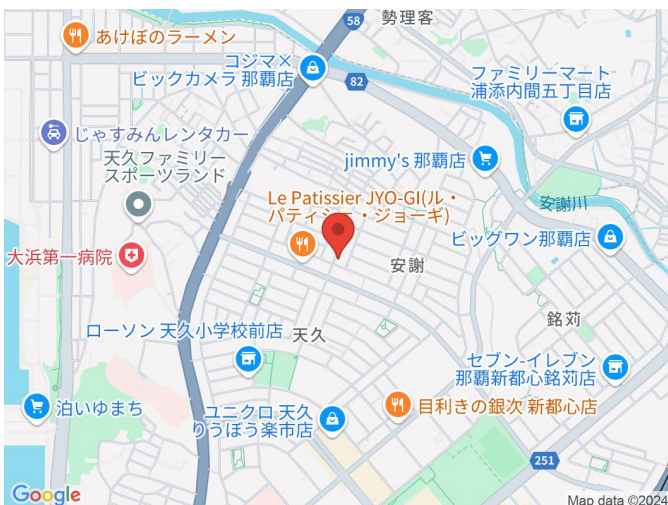 58
勢理客
あけぼのラーメン
コジマ×
ビックカメラ 那覇店
82
ファミリーマート
浦添内間五丁目店
じゃすみんレンタカー
天久ファミリー
スポーツランド
jimmy's 那覇店
Le Patissier JYO-GI(ル・
パティシエ・ジョーギ)
安謝川
大浜第一病院
ビッグワン那覇店
安謝
銘苅
ローソン 天久小学校前店
天久
セブン-イレブン
那覇新都心銘苅店
泊いゆまち
ユニクロ 天久
りうぼう楽市店
目利きの銀次 新都心店
251
Google
Map data ©2024